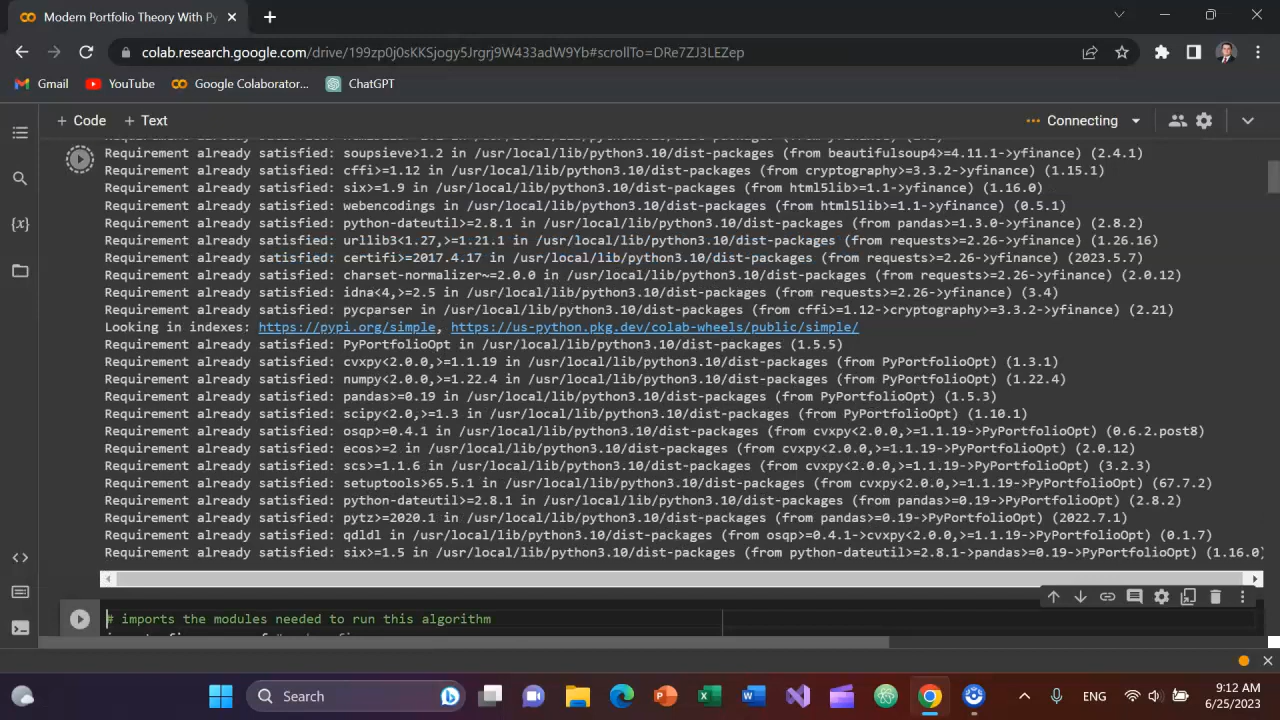 Modern Portfolio Theory With Py
colab.research.google.com/drive/199zp0j0sKKSjogy5Jrgrj9W433adW9Yb#scrollTo=DRe7ZJ3LEZep
Gmail YouTube Google Colaborator... ChatGPT
+ Code + Text Connecting
Requirement already satisfied: soupsieve>1.2 in /usr/local/lib/python3.10/dist-packages (from beautifulsoup4>=4.11.1->yfinance) (2.4.1)
Requirement already satisfied: cffi>=1.12 in /usr/local/lib/python3.10/dist-packages (from cryptography>=3.3.2->yfinance) (1.15.1)
Requirement already satisfied: six>=1.9 in /usr/local/lib/python3.10/dist-packages (from html5lib>=1.1->yfinance) (1.16.0)
Requirement already satisfied: webencodings in /usr/local/lib/python3.10/dist-packages (from html5lib>=1.1->yfinance) (0.5.1)
Requirement already satisfied: python-dateutil>=2.8.1 in /usr/local/lib/python3.10/dist-packages (from pandas>=1.3.0->yfinance) (2.8.2)
Requirement already satisfied: urllib3<1.27,>=1.21.1 in /usr/local/lib/python3.10/dist-packages (from requests>=2.26->yfinance) (1.26.16)
Requirement already satisfied: certifi>=2017.4.17 in /usr/local/lib/python3.10/dist-packages (from requests>=2.26->yfinance) (2023.5.7)
Requirement already satisfied: charset-normalizer~=2.0.0 in /usr/local/lib/python3.10/dist-packages (from requests>=2.26->yfinance) (2.0.12)
Requirement already satisfied: idna<4,>=2.5 in /usr/local/lib/python3.10/dist-packages (from requests>=2.26->yfinance) (3.4)
Requirement already satisfied: pycparser in /usr/local/lib/python3.10/dist-packages (from cffi>=1.12->cryptography>=3.3.2->yfinance) (2.21)
Looking in indexes: https://pypi.org/simple, https://us-python.pkg.dev/colab-wheels/public/simple/
Requirement already satisfied: PyPortfolioOpt in /usr/local/lib/python3.10/dist-packages (1.5.5)
Requirement already satisfied: cvxpy<2.0.0,>=1.1.19 in /usr/local/lib/python3.10/dist-packages (from PyPortfolioOpt) (1.3.1)
Requirement already satisfied: numpy<2.0.0,>=1.22.4 in /usr/local/lib/python3.10/dist-packages (from PyPortfolioOpt) (1.22.4)
Requirement already satisfied: pandas>=0.19 in /usr/local/lib/python3.10/dist-packages (from PyPortfolioOpt) (1.5.3)
Requirement already satisfied: scipy<2.0,>=1.3 in /usr/local/lib/python3.10/dist-packages (from PyPortfolioOpt) (1.10.1)
Requirement already satisfied: osqp>=0.4.1 in /usr/local/lib/python3.10/dist-packages (from cvxpy<2.0.0,>=1.1.19->PyPortfolioOpt) (0.6.2.post8)
Requirement already satisfied: ecos>=2 in /usr/local/lib/python3.10/dist-packages (from cvxpy<2.0.0,>=1.1.19->PyPortfolioOpt) (2.0.12)
Requirement already satisfied: scs>=1.1.6 in /usr/local/lib/python3.10/dist-packages (from cvxpy<2.0.0,>=1.1.19->PyPortfolioOpt) (3.2.3)
Requirement already satisfied: setuptools>65.5.1 in /usr/local/lib/python3.10/dist-packages (from cvxpy<2.0.0,>=1.1.19->PyPortfolioOpt) (67.7.2)
Requirement already satisfied: python-dateutil>=2.8.1 in /usr/local/lib/python3.10/dist-packages (from pandas>=0.19->PyPortfolioOpt) (2.8.2)
Requirement already satisfied: pytz>=2020.1 in /usr/local/lib/python3.10/dist-packages (from pandas>=0.19->PyPortfolioOpt) (2022.7.1)
Requirement already satisfied: qdldl in /usr/local/lib/python3.10/dist-packages (from osqp>=0.4.1->cvxpy<2.0.0,>=1.1.19->PyPortfolioOpt) (0.1.7)
Requirement already satisfied: six>=1.5 in /usr/local/lib/python3.10/dist-packages (from python-dateutil>=2.8.1->pandas>=0.19->PyPortfolioOpt) (1.16.0)
# imports the modules needed to run this algorithm
Search ENG 9:12 AM
6/25/2023